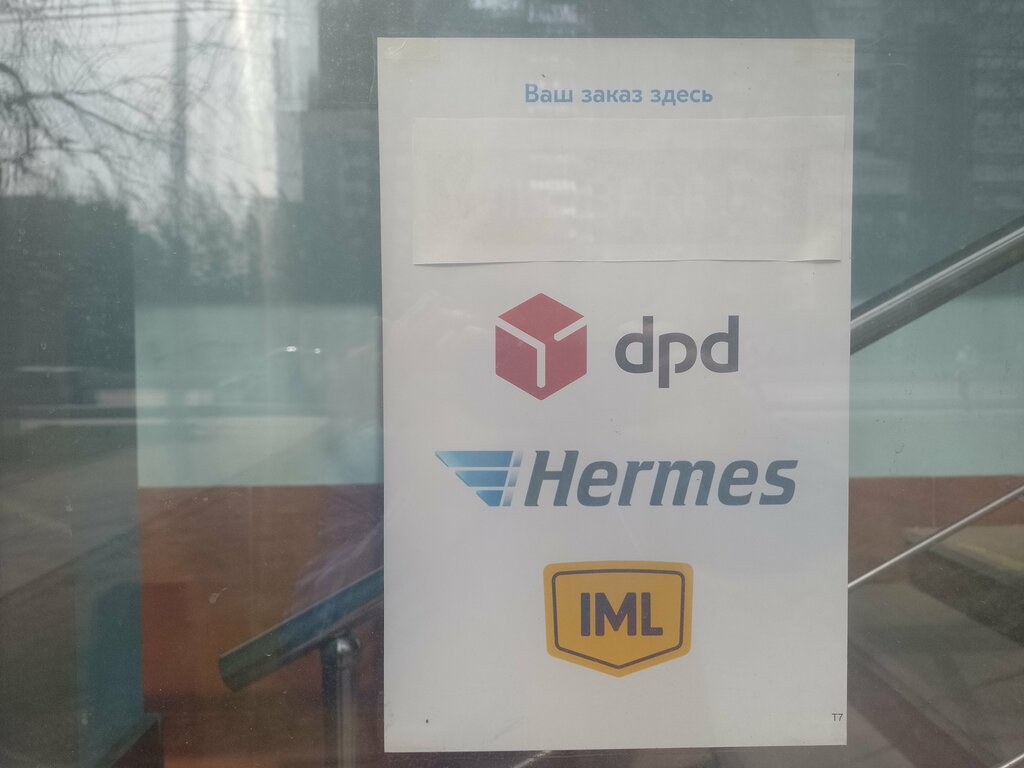 Ваш заказ здесь
dpd
Hermes
IML
T7